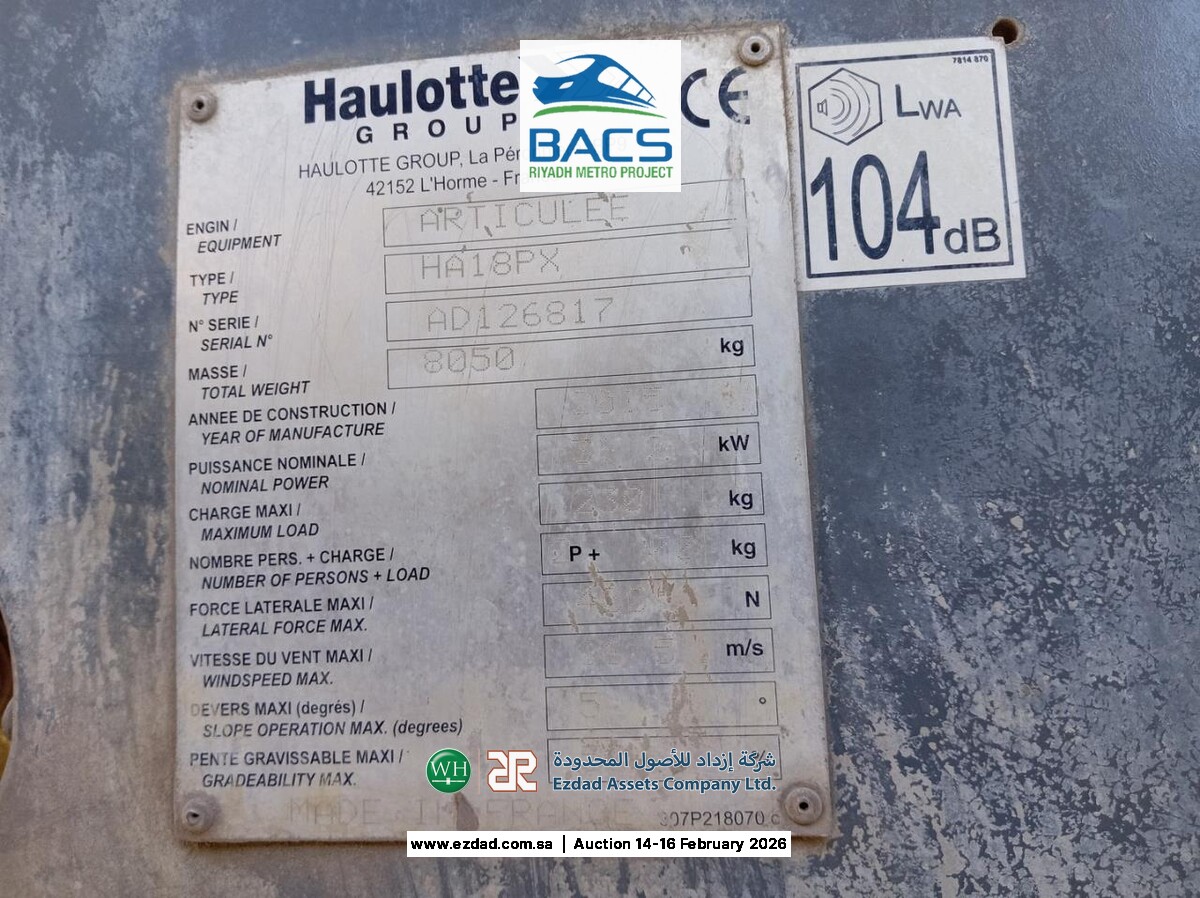 Haulotte
GROUP
HAULOTTE GROUP, La
42152 L'Horme -
CE
BACS
RIYADH METRO PROJECT
7814 870
LWA
104dB
ENGIN /
EQUIPMENT
ARTICULEE
TYPE /
TYPE
HA18PX
N° SERIE /
SERIAL N°
AD126817
MASSE /
TOTAL WEIGHT
8050 kg
ANNEE DE CONSTRUCTION /
YEAR OF MANUFACTURE
PUISSANCE NOMINALE /
NOMINAL POWER
kW
CHARGE MAXI /
MAXIMUM LOAD
230 kg
NOMBRE PERS. + CHARGE /
NUMBER OF PERSONS + LOAD
P + kg
FORCE LATERALE MAXI /
LATERAL FORCE MAX.
N
VITESSE DU VENT MAXI /
WINDSPEED MAX.
m/s
DEVERS MAXI (degrés) /
SLOPE OPERATION MAX. (degrees)
5 °
PENTE GRAVISSABLE MAXI /
GRADEABILITY MAX.
%
WH
شركة إزداد للأصول المحدودة
Ezdad Assets Company Ltd.
MADE IN FRANCE
307P218070 c
www.ezdad.com.sa | Auction 14-16 February 2026